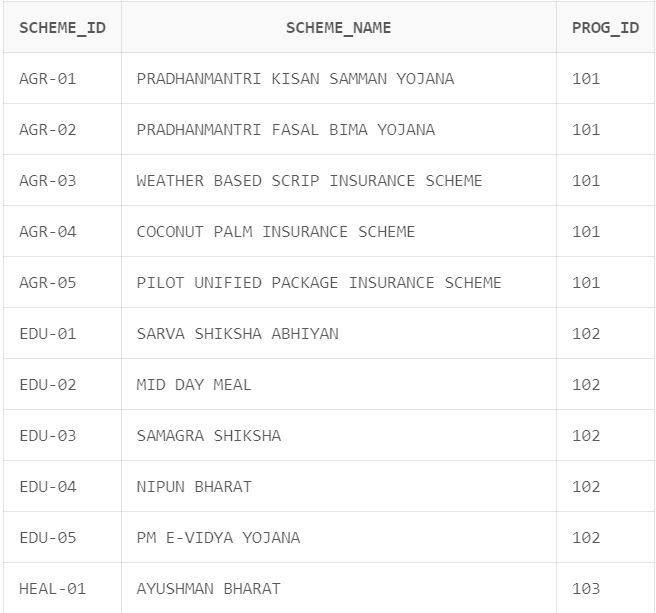 SCHEME_ID SCHEME_NAME PROG_ID
AGR-01 PRADHANMANTRI KISAN SAMMAN YOJANA 101
AGR-02 PRADHANMANTRI FASAL BIMA YOJANA 101
AGR-03 WEATHER BASED SCRIP INSURANCE SCHEME 101
AGR-04 COCONUT PALM INSURANCE SCHEME 101
AGR-05 PILOT UNIFIED PACKAGE INSURANCE SCHEME 101
EDU-01 SARVA SHIKSHA ABHIYAN 102
EDU-02 MID DAY MEAL 102
EDU-03 SAMAGRA SHIKSHA 102
EDU-04 NIPUN BHARAT 102
EDU-05 PM E-VIDYA YOJANA 102
HEAL-01 AYUSHMAN BHARAT 103